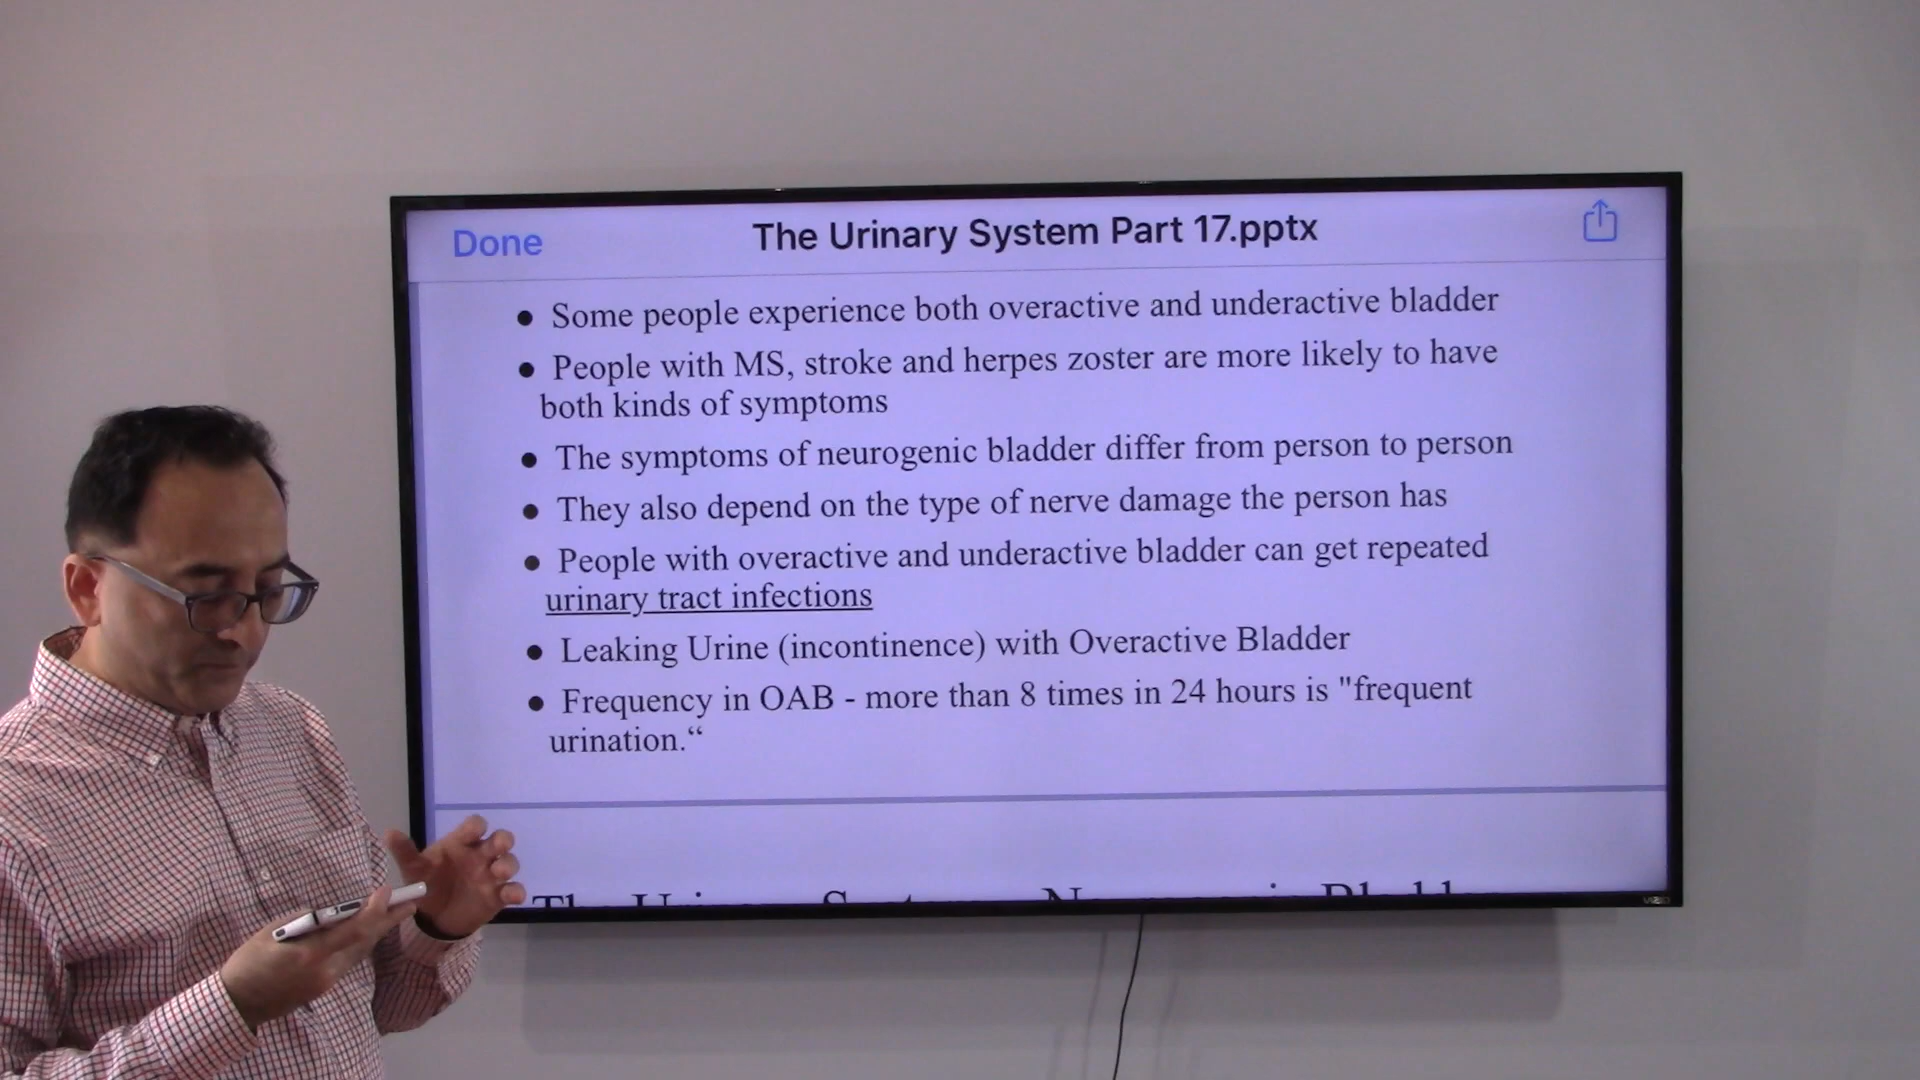 Done The Urinary System Part 17.pptx
● Some people experience both overactive and underactive bladder
● People with MS, stroke and herpes zoster are more likely to have
both kinds of symptoms
● The symptoms of neurogenic bladder differ from person to person
● They also depend on the type of nerve damage the person has
● People with overactive and underactive bladder can get repeated
urinary tract infections
● Leaking Urine (incontinence) with Overactive Bladder
● Frequency in OAB - more than 8 times in 24 hours is "frequent
urination.“
VIZIO